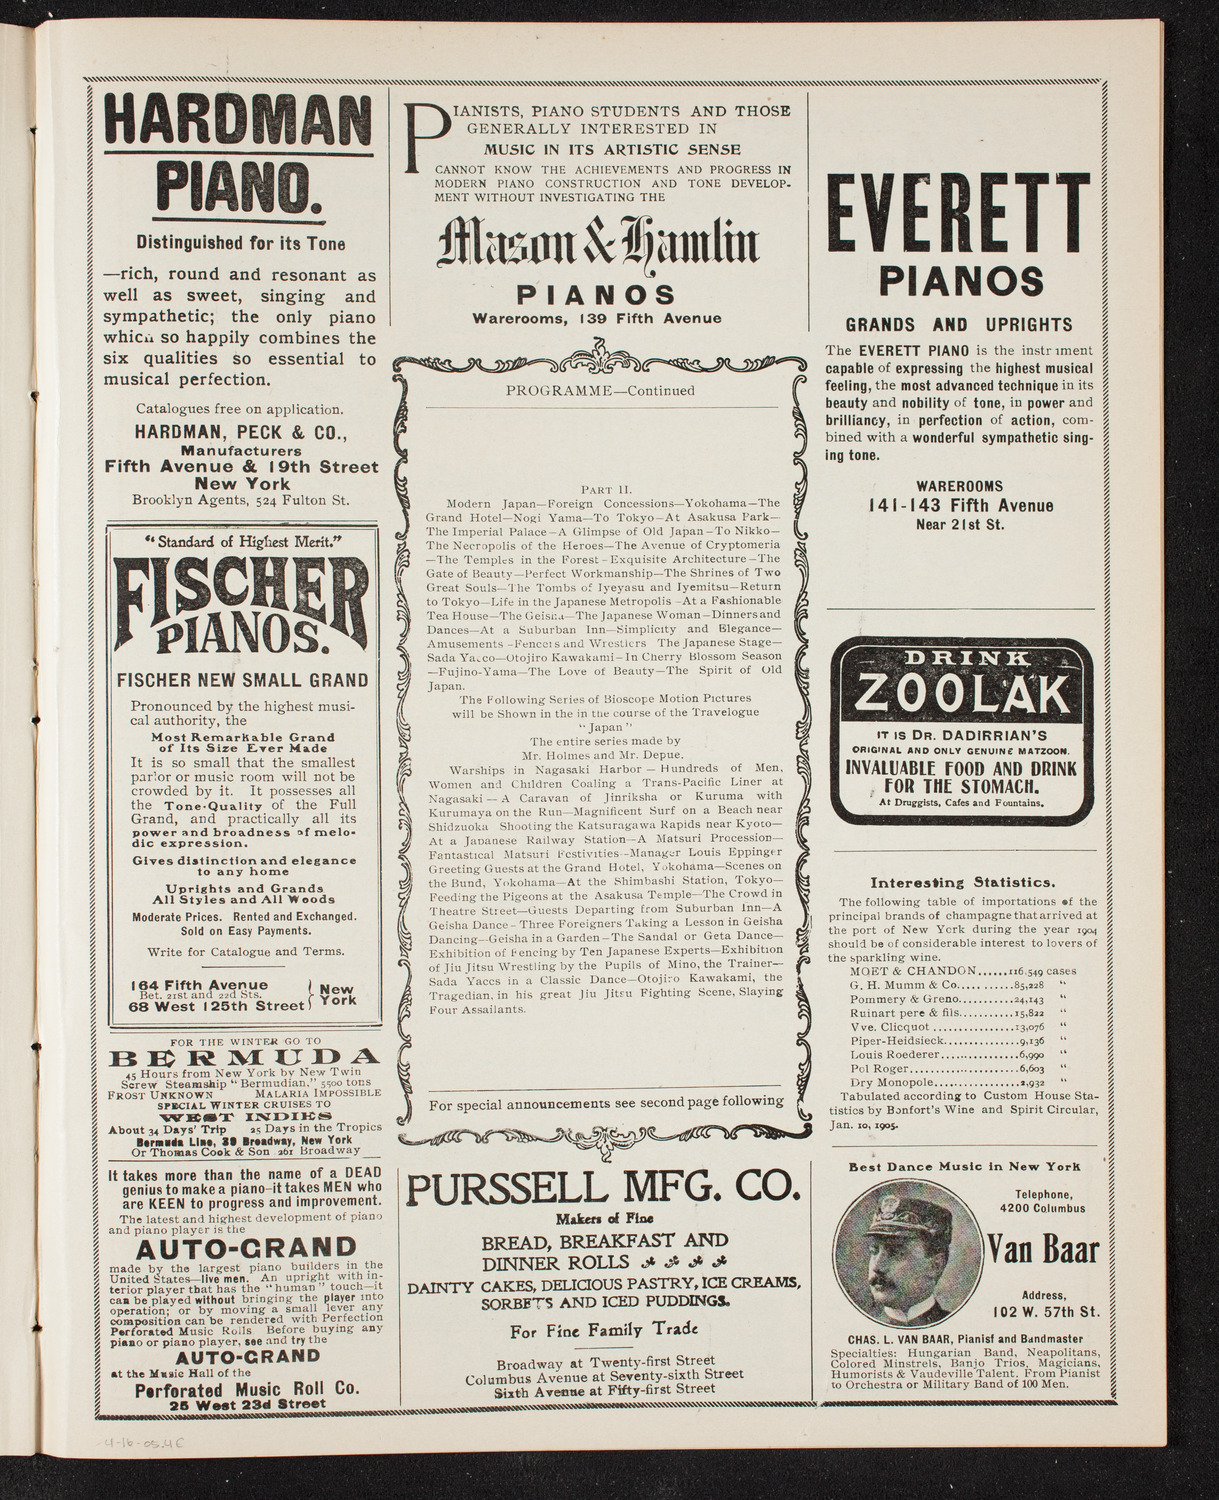 HARDMAN
PIANO.
Distinguished for its Tone
—rich, round and resonant as
well as sweet, singing and
sympathetic; the only piano
which so happily combines the
six qualities so essential to
musical perfection.
Catalogues free on application.
HARDMAN, PECK & CO.,
Manufacturers
Fifth Avenue & 19th Street
New York
Brooklyn Agents, 524 Fulton St.
"Standard of Highest Merit."
FISCHER
PIANOS.
FISCHER NEW SMALL GRAND
Pronounced by the highest musi-
cal authority, the
Most Remarkable Grand
of Its Size Ever Made
It is so small that the smallest
parlor or music room will not be
crowded by it. It possesses all
the Tone-Quality of the Full
Grand, and practically all its
power and broadness of melo-
dic expression.
Gives distinction and elegance
to any home
Uprights and Grands
All Styles and All Woods
Moderate Prices. Rented and Exchanged.
Sold on Easy Payments.
Write for Catalogue and Terms.
164 Fifth Avenue
Bet. 21st and 22d Sts.
68 West 125th Street
New
York
FOR THE WINTER GO TO
BERMUDA
45 Hours from New York by New Twin
Screw Steamship "Bermudian." 5500 tons
FROST UNKNOWN MALARIA IMPOSSIBLE
SPECIAL WINTER CRUISES TO
WEST INDIES
About 34 Days' Trip 25 Days in the Tropics
Bermuda Line, 39 Broadway, New York
Or Thomas Cook & Son 261 Broadway
It takes more than the name of a DEAD
genius to make a piano—it takes MEN who
are KEEN to progress and improvement.
The latest and highest development of piano
and piano player is the
AUTO-GRAND
made by the largest piano builders in the
United States—live men. An upright with in-
terior player that has the "human" touch—it
can be played without bringing the player into
operation; or by moving a small lever any
composition can be rendered with Perfection
Perforated Music Rolls. Before buying any
piano or piano player, see and try the
AUTO-GRAND
at the Music Hall of the
Perforated Music Roll Co.
25 West 23d Street
PIANISTS, PIANO STUDENTS AND THOSE
GENERALLY INTERESTED IN
MUSIC IN ITS ARTISTIC SENSE
CANNOT KNOW THE ACHIEVEMENTS AND PROGRESS IN
MODERN PIANO CONSTRUCTION AND TONE DEVELOP-
MENT WITHOUT INVESTIGATING THE
Mason & Hamlin
PIANOS
Warerooms, 139 Fifth Avenue
PROGRAMME—Continued
PART II.
Modern Japan—Foreign Concessions—Yokohama—The
Grand Hotel—Nogi Yama—To Tokyo—At Asakusa Park—
The Imperial Palace—A Glimpse of Old Japan—To Nikko—
The Necropolis of the Heroes—The Avenue of Cryptomeria
—The Temples in the Forest—Exquisite Architecture—The
Gate of Beauty—Perfect Workmanship—The Shrines of Two
Great Souls—The Tombs of Iyeyasu and Iyemitsu—Return
to Tokyo—Life in the Japanese Metropolis—At a Fashionable
Tea House—The Geisha—The Japanese Woman—Dinners and
Dances—At a Suburban Inn—Simplicity and Elegance—
Amusements—Fencers and Wrestlers The Japanese Stage—
Sada Yacco—Otojiro Kawakami—In Cherry Blossom Season
—Fujino-Yama—The Love of Beauty—The Spirit of Old
Japan.
The Following Series of Bioscope Motion Pictures
will be Shown in the in the course of the Travelogue
"Japan"
The entire series made by
Mr. Holmes and Mr. Depue.
Warships in Nagasaki Harbor — Hundreds of Men,
Women and Children Coaling a Trans-Pacific Liner at
Nagasaki — A Caravan of Jinriksha or Kuruma with
Kurumaya on the Run—Magnificent Surf on a Beach near
Shidzuoka Shooting the Katsuragawa Rapids near Kyoto—
At a Japanese Railway Station—A Matsuri Procession—
Fantastical Matsuri Festivities—Manager Louis Eppinger
Greeting Guests at the Grand Hotel, Yokohama—Scenes on
the Bund, Yokohama—At the Shimbashi Station, Tokyo—
Feeding the Pigeons at the Asakusa Temple—The Crowd in
Theatre Street—Guests Departing from Suburban Inn—A
Geisha Dance—Three Foreigners Taking a Lesson in Geisha
Dancing—Geisha in a Garden—The Sandal or Geta Dance—
Exhibition of Fencing by Ten Japanese Experts—Exhibition
of Jiu Jitsu Wrestling by the Pupils of Mino, the Trainer—
Sada Yacco in a Classic Dance—Otojiro Kawakami, the
Tragedian, in his great Jiu Jitsu Fighting Scene, Slaying
Four Assailants.
For special announcements see second page following
PURSSELL MFG. CO.
Makers of Fine
BREAD, BREAKFAST AND
DINNER ROLLS
DAINTY CAKES, DELICIOUS PASTRY, ICE CREAMS,
SORBETS AND ICED PUDDINGS.
For Fine Family Trade
Broadway at Twenty-first Street
Columbus Avenue at Seventy-sixth Street
Sixth Avenue at Fifty-first Street
EVERETT
PIANOS
GRANDS AND UPRIGHTS
The EVERETT PIANO is the instrument
capable of expressing the highest musical
feeling, the most advanced technique in its
beauty and nobility of tone, in power and
brilliancy, in perfection of action, com-
bined with a wonderful sympathetic sing-
ing tone.
WAREROOMS
141-143 Fifth Avenue
Near 21st St.
DRINK
ZOOLAK
IT IS DR. DADIRRIAN'S
ORIGINAL AND ONLY GENUINE MATZOON.
INVALUABLE FOOD AND DRINK
FOR THE STOMACH.
At Druggists, Cafes and Fountains.
Interesting Statistics.
The following table of importations of the
principal brands of champagne that arrived at
the port of New York during the year 1904
should be of considerable interest to lovers of
the sparkling wine.
MOET & CHANDON......116,549 cases
G. H. Mumm & Co............85,228 "
Pommery & Greno...........24,143 "
Ruinart pere & fils...........15,822 "
Vve. Clicquot................13,076 "
Piper-Heidsieck..............9,136 "
Louis Roederer...............6,990 "
Pol Roger.....................6,603 "
Dry Monopole................2,932 "
Tabulated according to Custom House Sta-
tistics by Bonfort's Wine and Spirit Circular,
Jan. 10, 1905.
Best Dance Music in New York
Telephone,
4200 Columbus
Van Baar
Address,
102 W. 57th St.
CHAS. L. VAN BAAR, Pianist and Bandmaster
Specialties: Hungarian Band, Neapolitans,
Colored Minstrels, Banjo Trios, Magicians,
Humorists & Vaudeville Talent. From Pianist
to Orchestra or Military Band of 100 Men.
4-16-05.4E